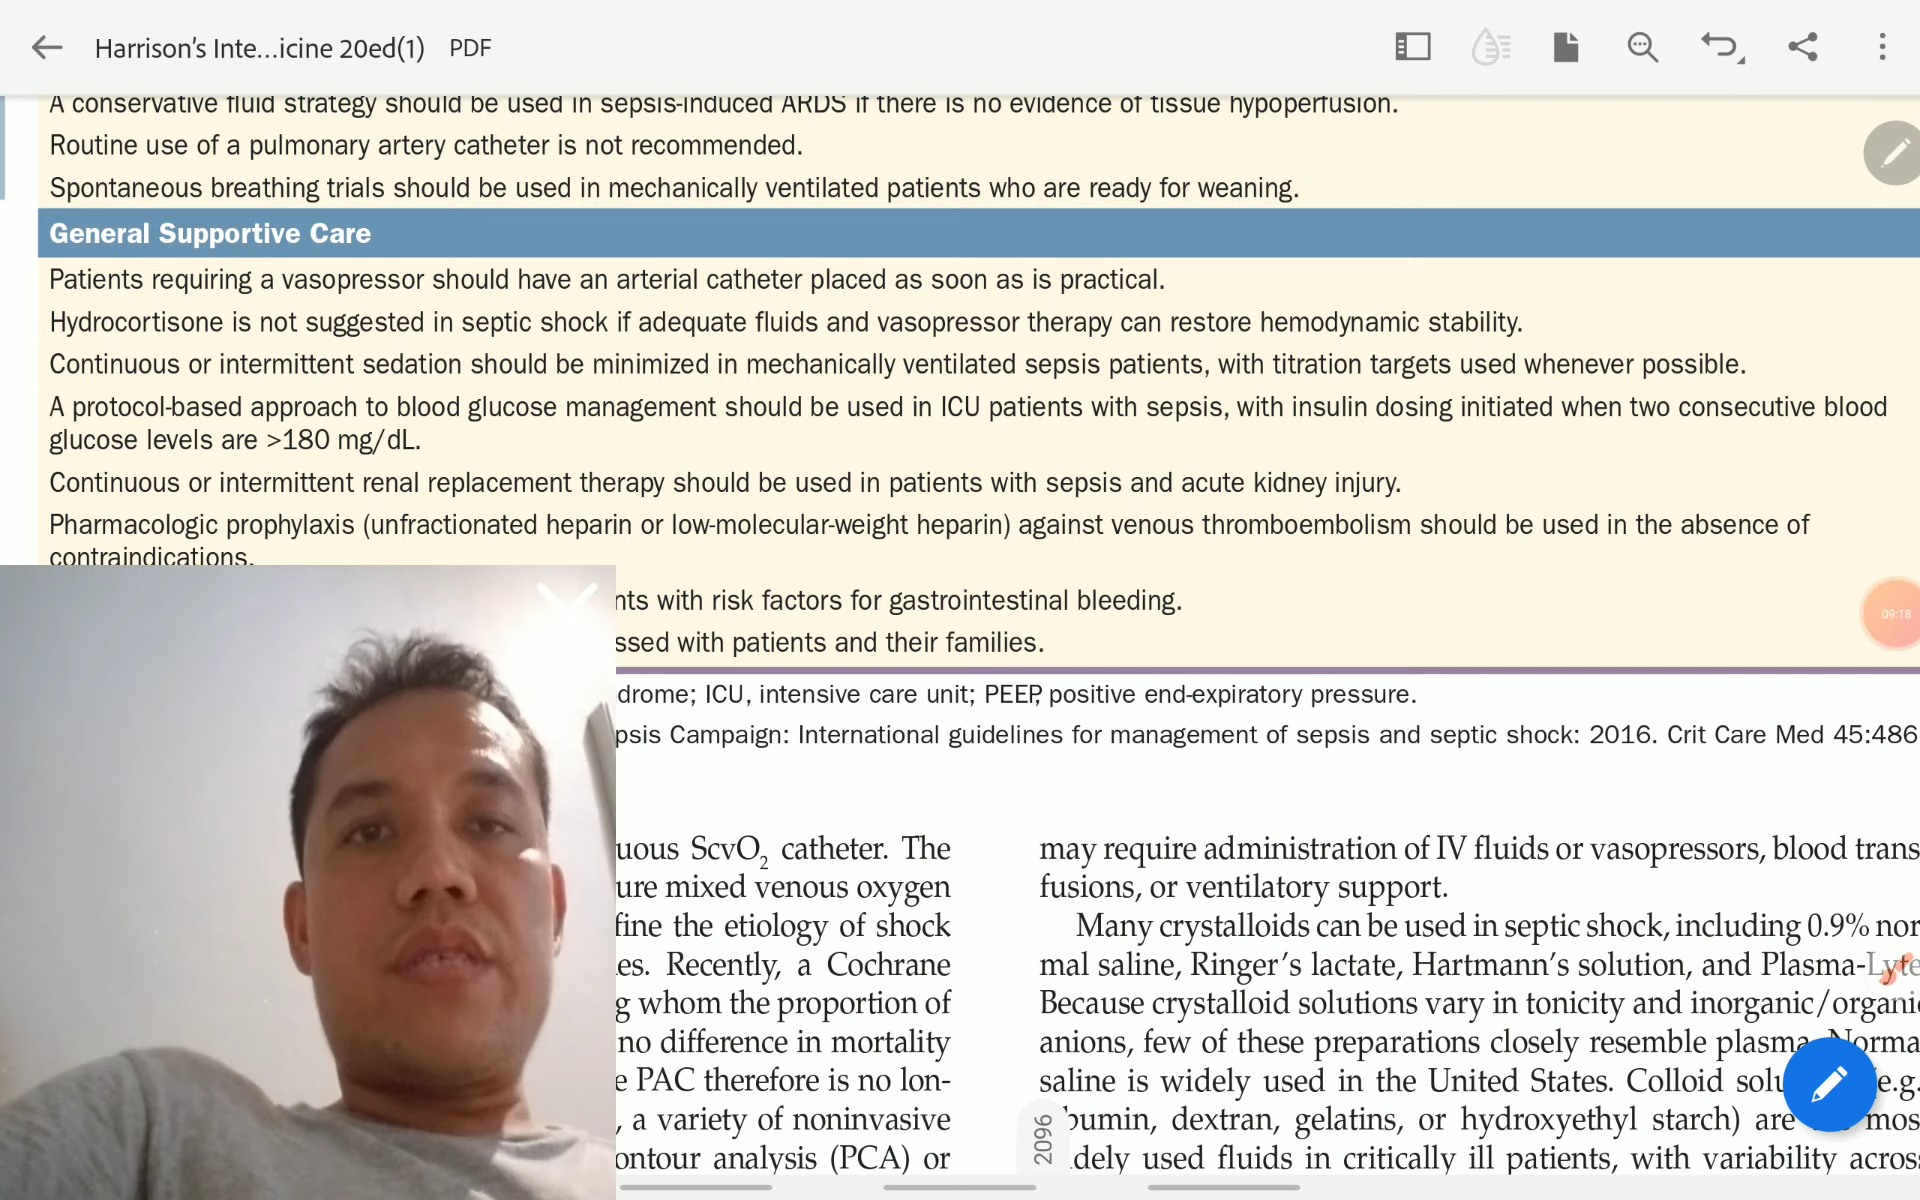 Harrison's Inte...icine 20ed(1) PDF
A conservative fluid strategy should be used in sepsis-induced ARDS if there is no evidence of tissue hypoperfusion.
Routine use of a pulmonary artery catheter is not recommended.
Spontaneous breathing trials should be used in mechanically ventilated patients who are ready for weaning.
General Supportive Care
Patients requiring a vasopressor should have an arterial catheter placed as soon as is practical.
Hydrocortisone is not suggested in septic shock if adequate fluids and vasopressor therapy can restore hemodynamic stability.
Continuous or intermittent sedation should be minimized in mechanically ventilated sepsis patients, with titration targets used whenever possible.
A protocol-based approach to blood glucose management should be used in ICU patients with sepsis, with insulin dosing initiated when two consecutive blood
glucose levels are >180 mg/dL.
Continuous or intermittent renal replacement therapy should be used in patients with sepsis and acute kidney injury.
Pharmacologic prophylaxis (unfractionated heparin or low-molecular-weight heparin) against venous thromboembolism should be used in the absence of
contraindications.
nts with risk factors for gastrointestinal bleeding.
09:18
ssed with patients and their families.
drome; ICU, intensive care unit; PEEP, positive end-expiratory pressure.
psis Campaign: International guidelines for management of sepsis and septic shock: 2016. Crit Care Med 45:486
uous ScvO2 catheter. The
ure mixed venous oxygen
fine the etiology of shock
es. Recently, a Cochrane
g whom the proportion of
no difference in mortality
e PAC therefore is no lon-
, a variety of noninvasive
ontour analysis (PCA) or
may require administration of IV fluids or vasopressors, blood trans
fusions, or ventilatory support.
Many crystalloids can be used in septic shock, including 0.9% nor
mal saline, Ringer's lactate, Hartmann's solution, and Plasma-Lyte
Because crystalloid solutions vary in tonicity and inorganic/organic
anions, few of these preparations closely resemble plasma. Norma
saline is widely used in the United States. Colloid solu (e.g.
bumin, dextran, gelatins, or hydroxyethyl starch) are mos
dely used fluids in critically ill patients, with variability across
2096